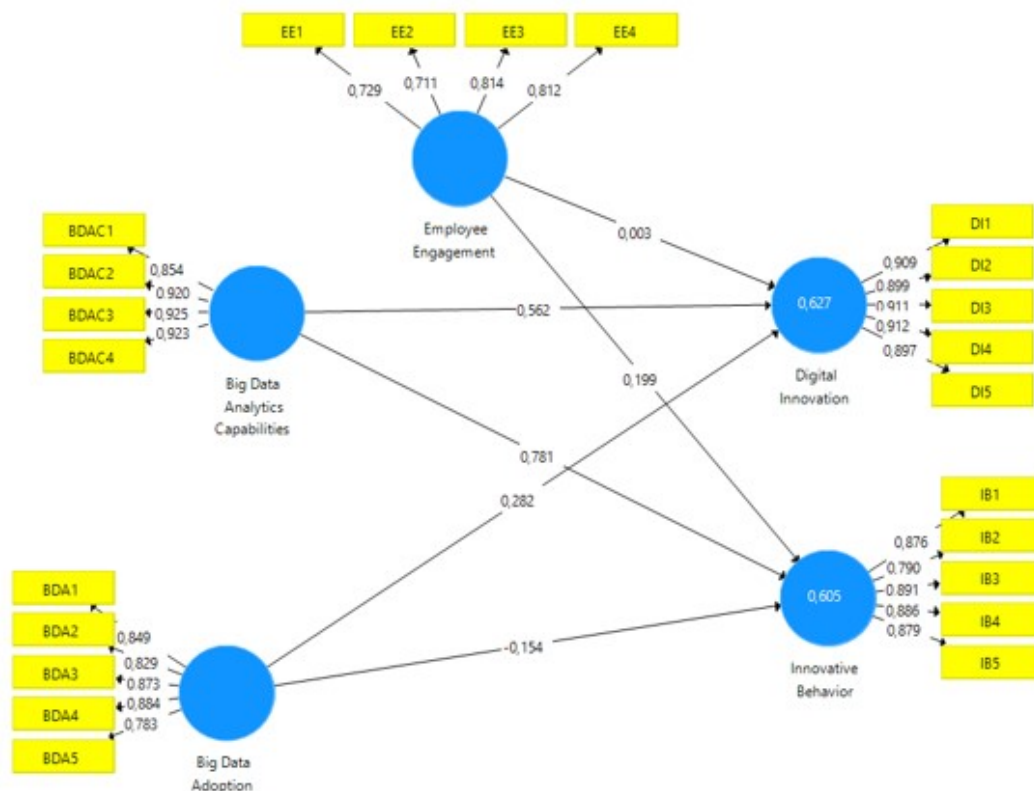 EE1
EE2
EE3
EE4
0,729
0,711
0,814
0,812
Employee
Engagement
BDAC1
BDAC2
BDAC3
BDAC4
0,854
0,920
0,925
0,923
Big Data
Analytics
Capabilities
0,003
0,562
0,199
0,781
0,282
-0,154
0,627
Digital
Innovation
0,909
0,899
0,911
0,912
0,897
DI1
DI2
DI3
DI4
DI5
BDA1
BDA2
BDA3
BDA4
BDA5
0,849
0,829
0,873
0,884
0,783
Big Data
Adoption
0,605
Innovative
Behavior
0,876
0,790
0,891
0,886
0,879
IB1
IB2
IB3
IB4
IB5